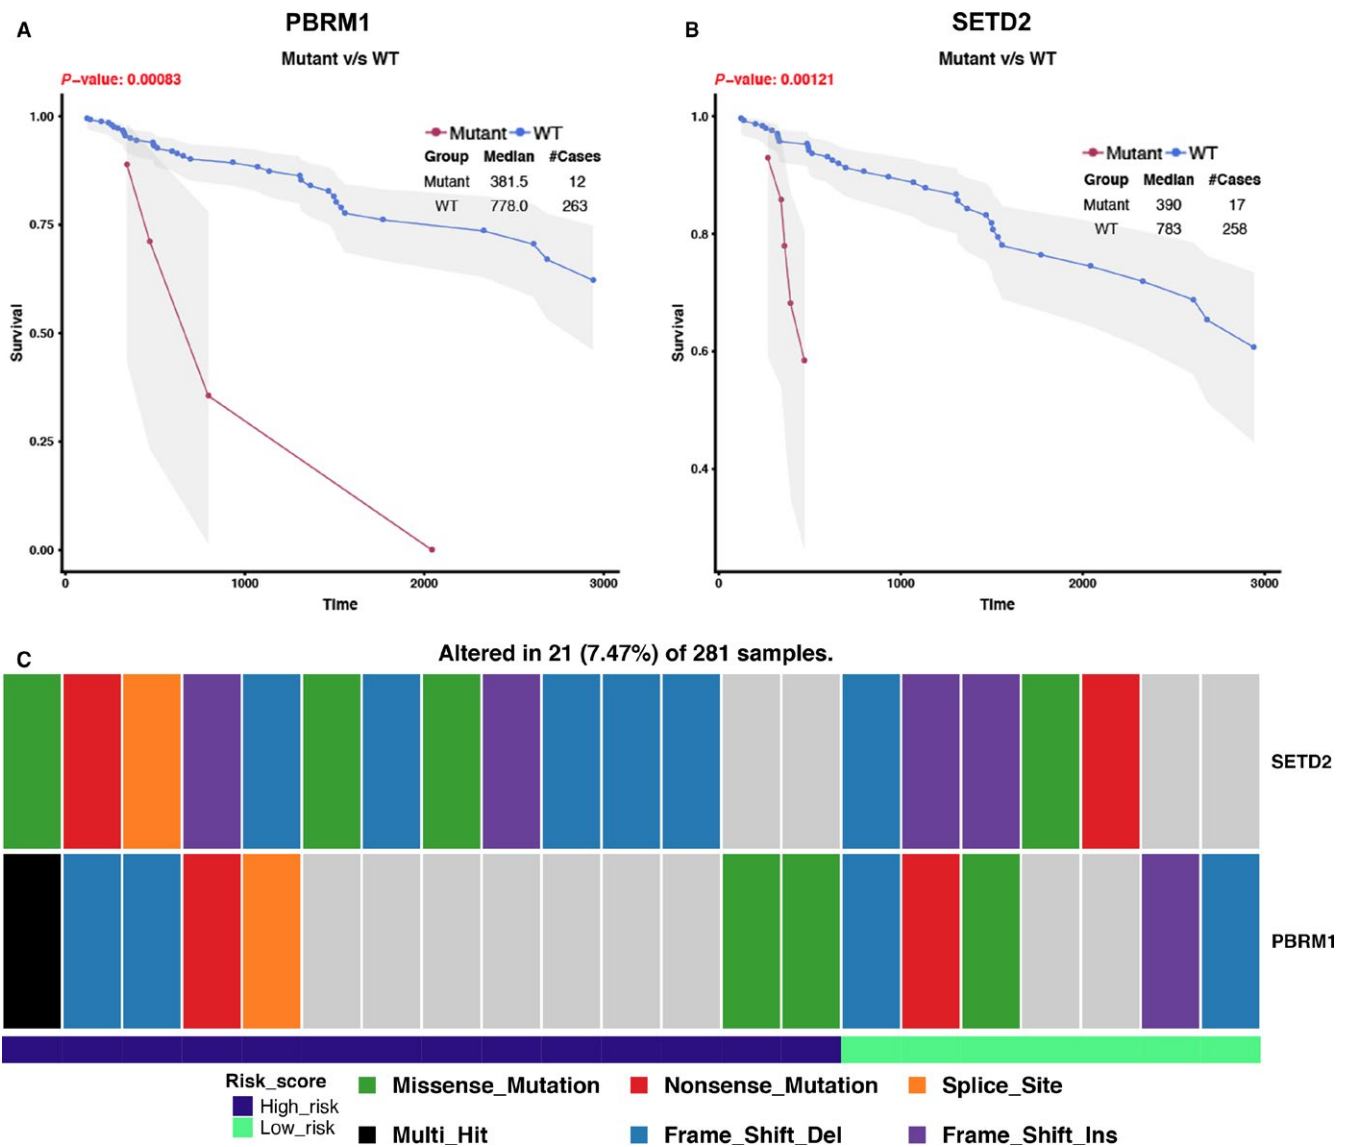 A
PBRM1
Mutant v/s WT
P-value: 0.00083
Mutant WT
Group Median #Cases
Mutant 381.5 12
WT 778.0 263
1.00
0.75
0.50
0.25
0.00
Survival
0 1000 2000 3000
Time
B
SETD2
Mutant v/s WT
P-value: 0.00121
Mutant WT
Group Median #Cases
Mutant 390 17
WT 783 258
1.0
0.8
0.6
0.4
Survival
0 1000 2000 3000
Time
C
Altered in 21 (7.47%) of 281 samples.
SETD2
PBRM1
Risk_score
High_risk
Low_risk
Missense_Mutation Nonsense_Mutation Splice_Site
Multi_Hit Frame_Shift_Del Frame_Shift_Ins